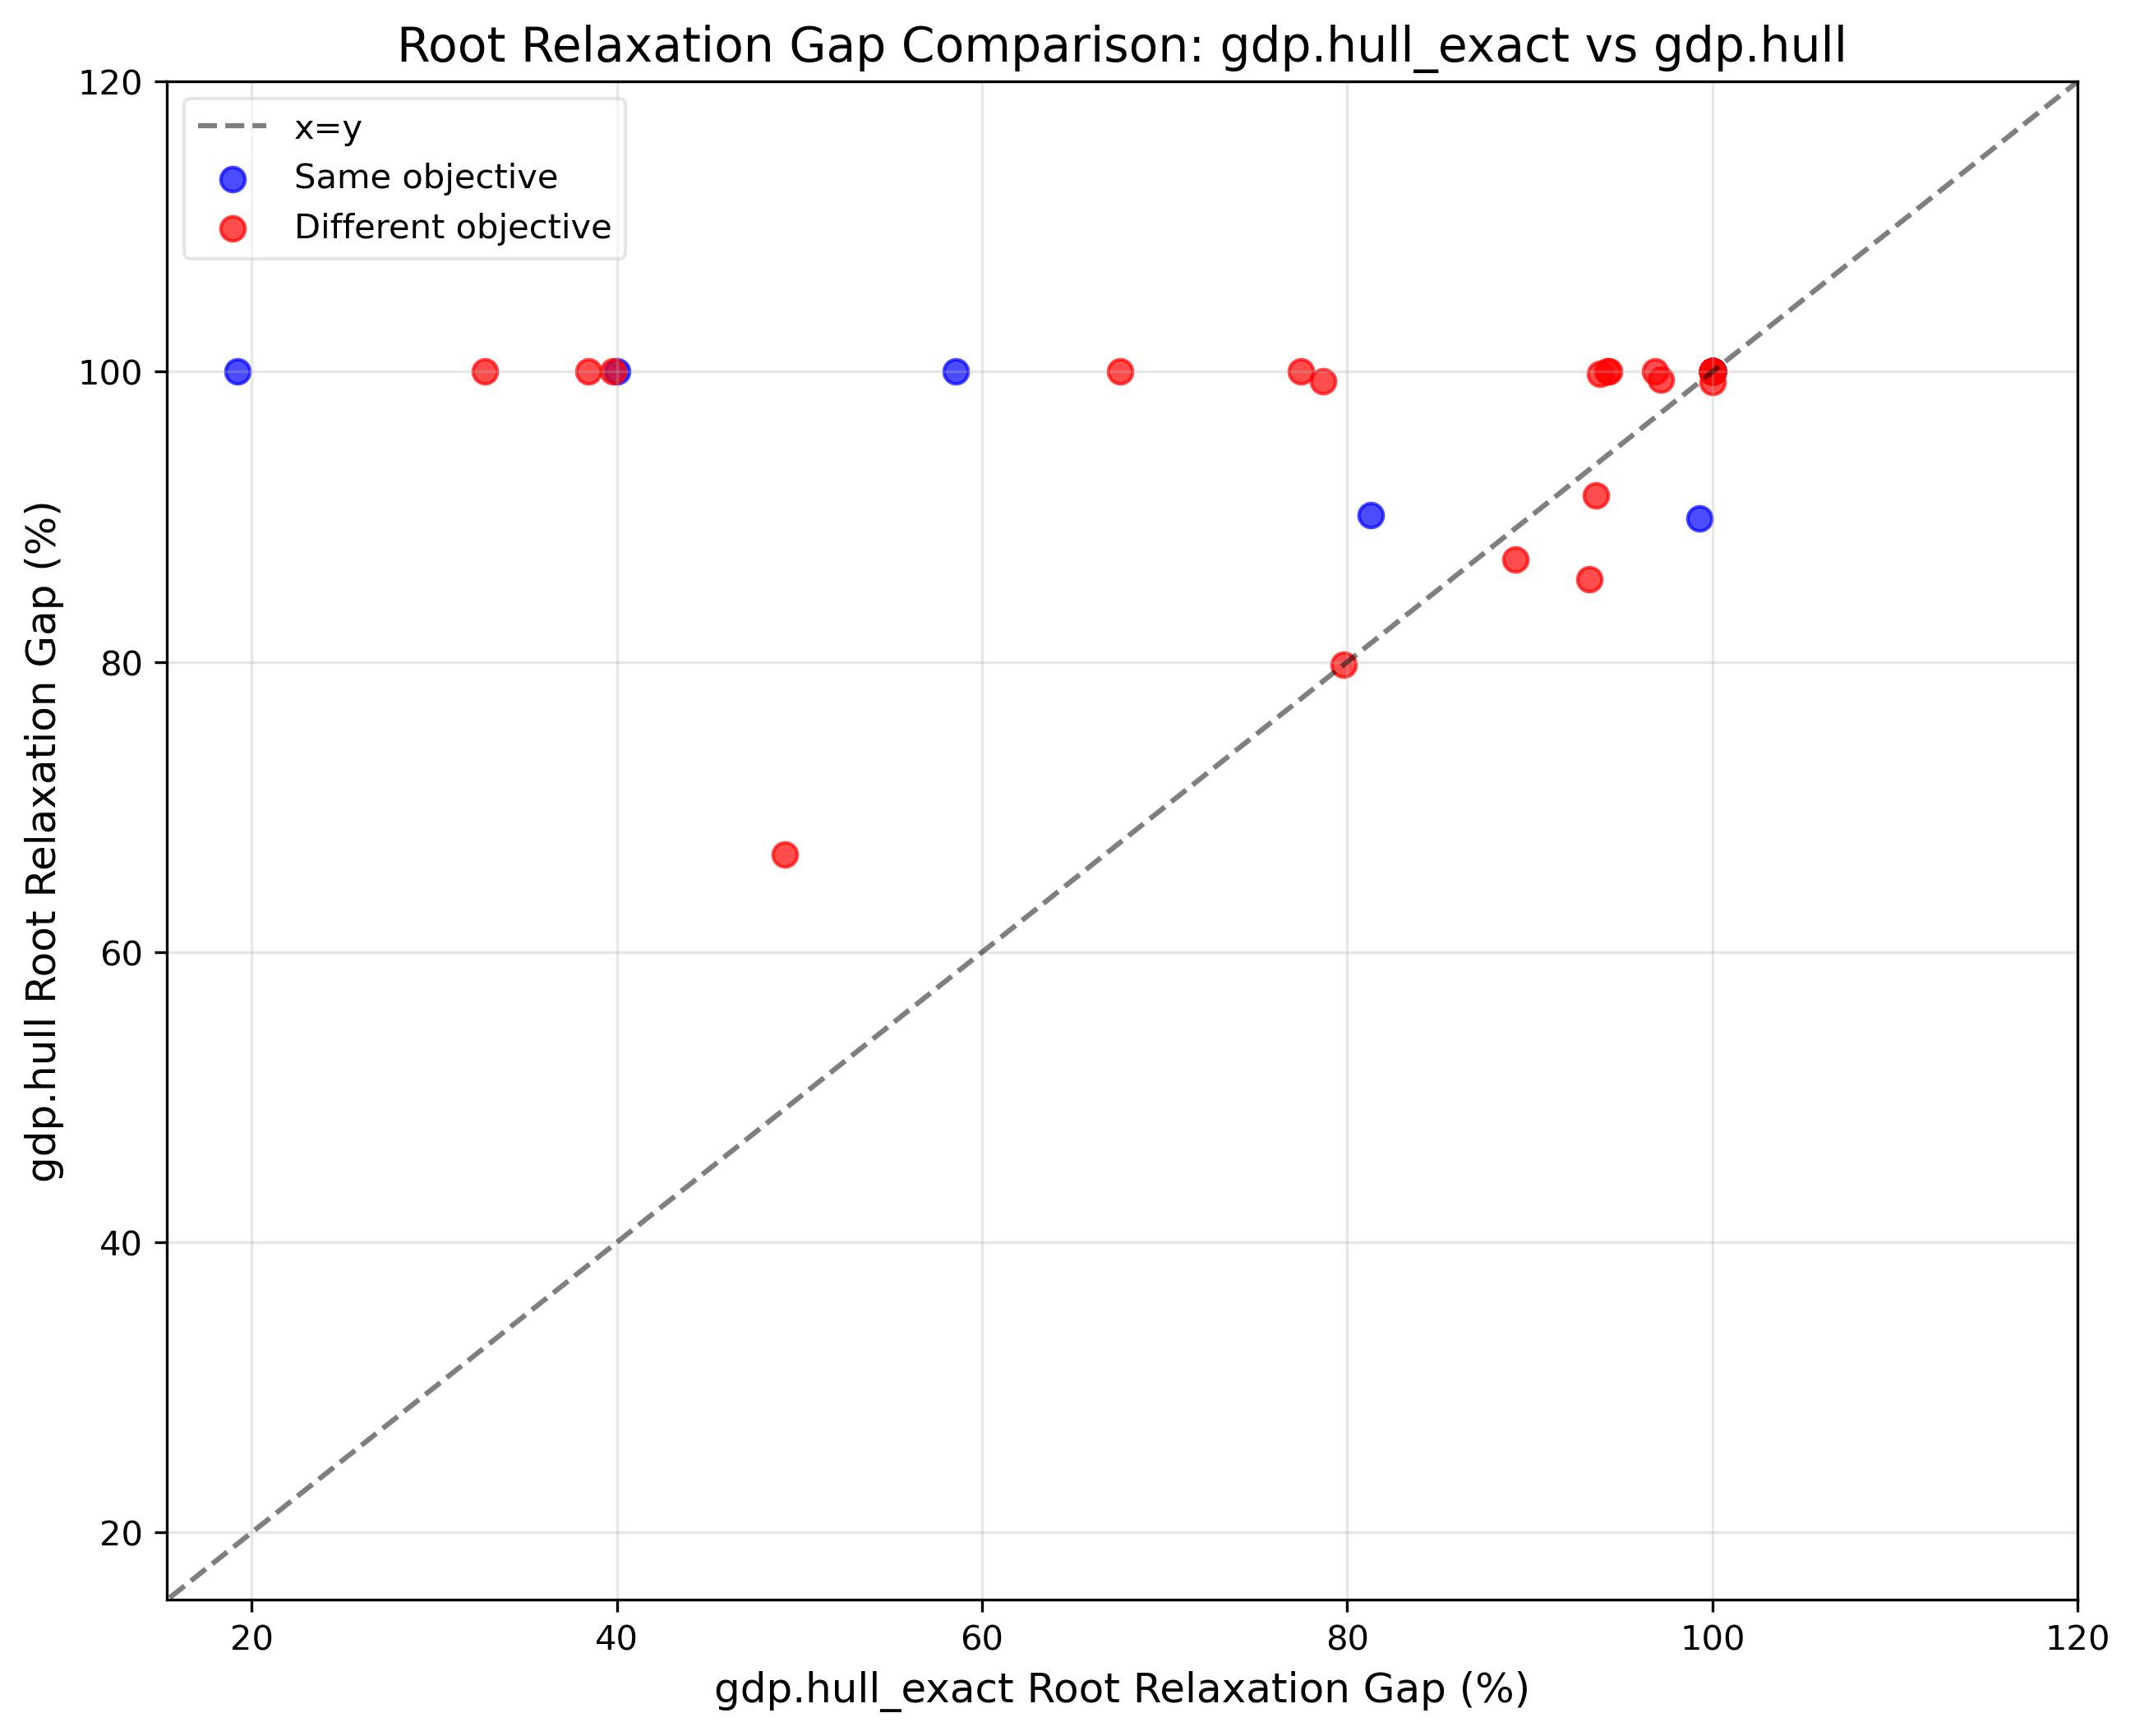 Root Relaxation Gap Comparison: gdp.hull_exact vs gdp.hull
x=y
Same objective
Different objective
gdp.hull Root Relaxation Gap (%)
120
100
80
60
40
20
20 40 60 80 100 120
gdp.hull_exact Root Relaxation Gap (%)